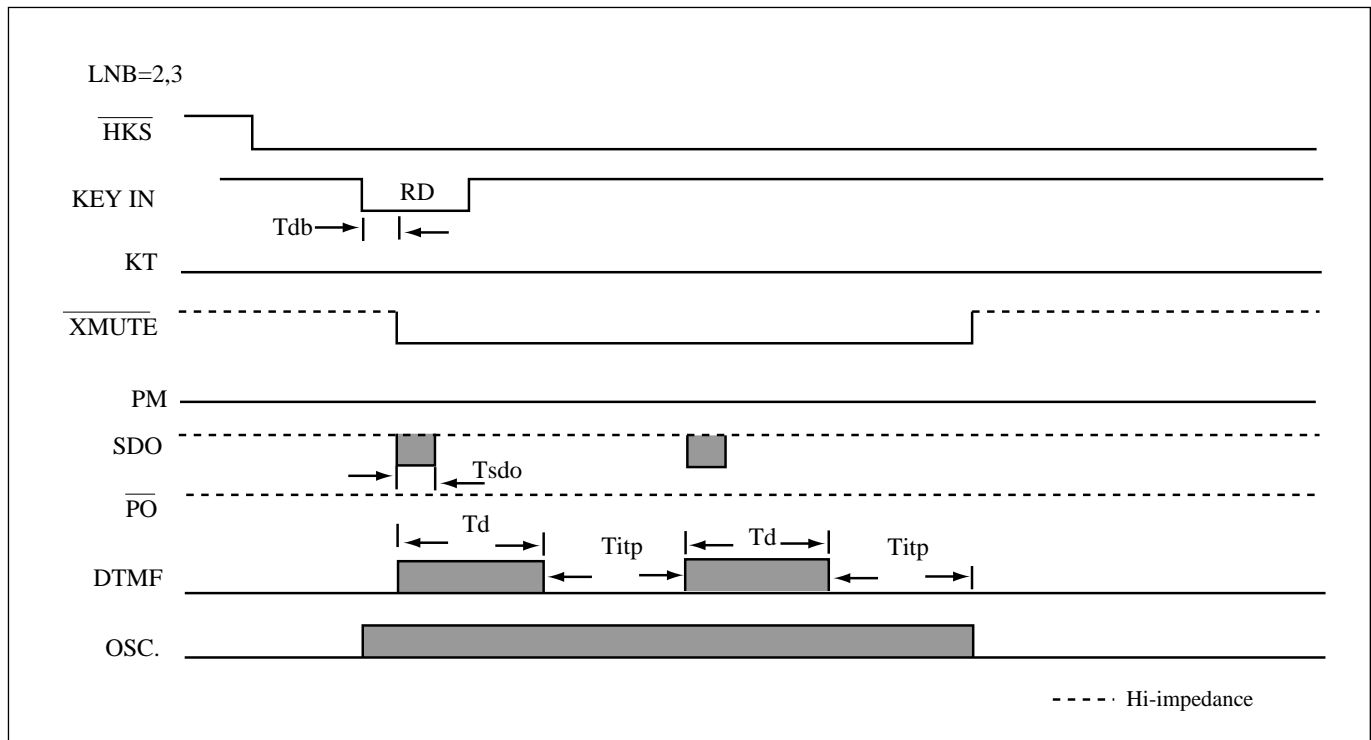 LNB=2,3
HKS
KEY IN
RD
Tdb
KT
XMUTE
PM
SDO
Tsdo
PO
Td
Titp
Td
Titp
DTMF
OSC.
Hi-impedance